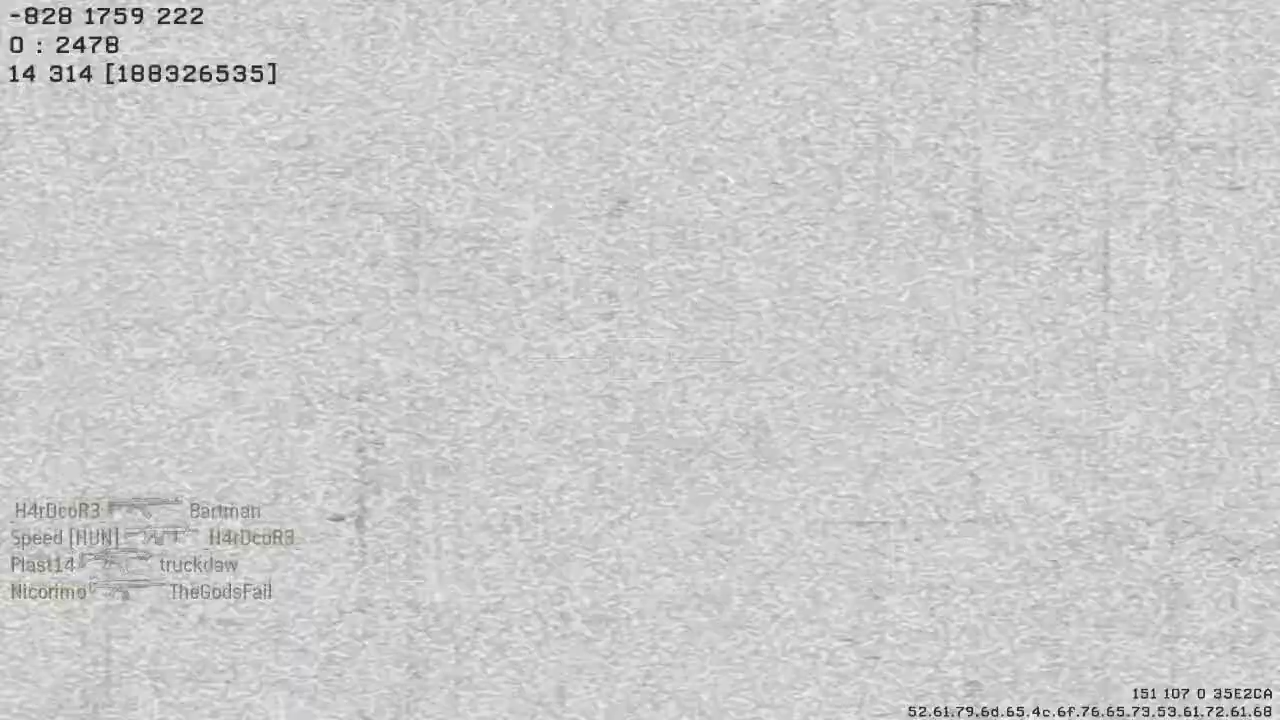 -828 1759 222
0 : 2478
14 314 [188326535]
H4rDcoR3 Bartman
Speed [HUN] H4rDcoR3
Plast14 truckdaw
Nicorimo TheGodsFail
151 107 0 35E2CA
52.61.79.6d.65.4c.6f.76.65.73.53.61.72.61.68